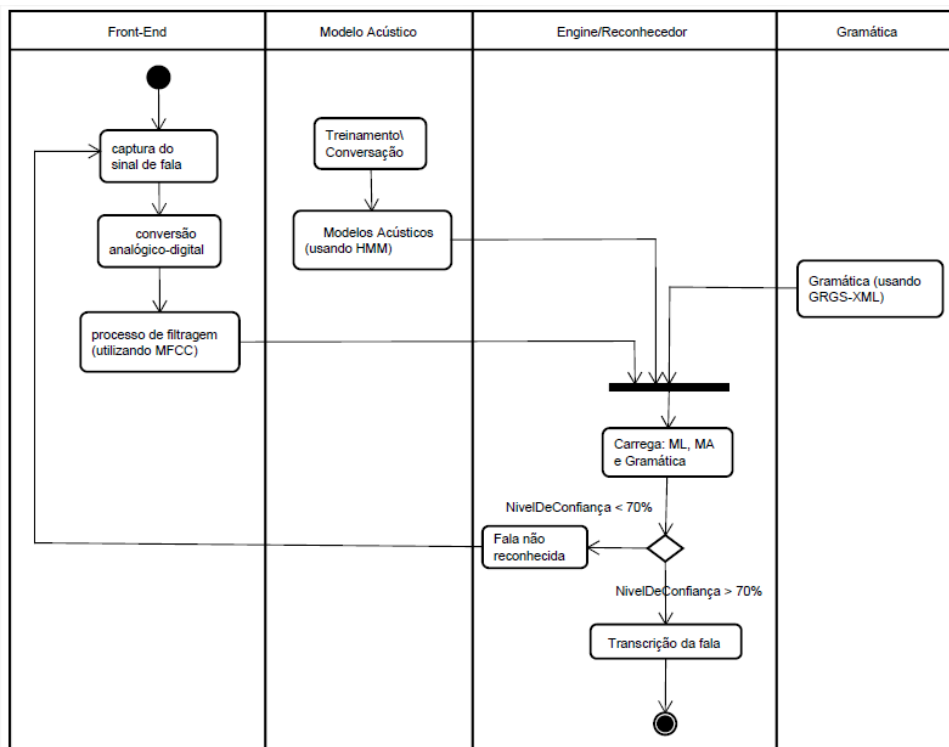 Front-End
Modelo Acústico
Engine/Reconhecedor
Gramática
captura do
sinal de fala
conversão
analógico-digital
processo de filtragem
(utilizando MFCC)
Treinamento\
Conversação
Modelos Acústicos
(usando HMM)
Gramática (usando
GRGS-XML)
Carrega: ML, MA
e Gramática
NivelDeConfiança < 70%
Fala não
reconhecida
NivelDeConfiança > 70%
Transcrição da fala